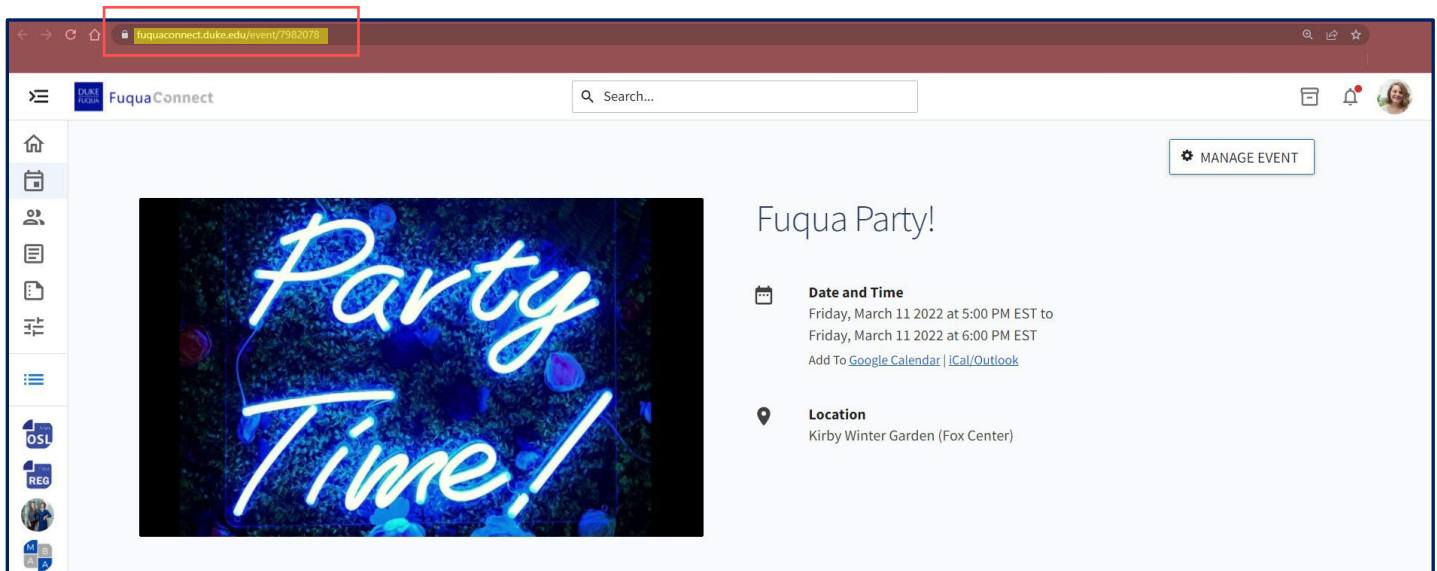 fuquaconnect.duke.edu/event/7982078
DUKE
FUQUA
FuquaConnect
Search...
MANAGE EVENT
Party
Time!
Fuqua Party!
Date and Time
Friday, March 11 2022 at 5:00 PM EST to
Friday, March 11 2022 at 6:00 PM EST
Add To Google Calendar | iCal/Outlook
Location
Kirby Winter Garden (Fox Center)
OSL
REG
M B
A A